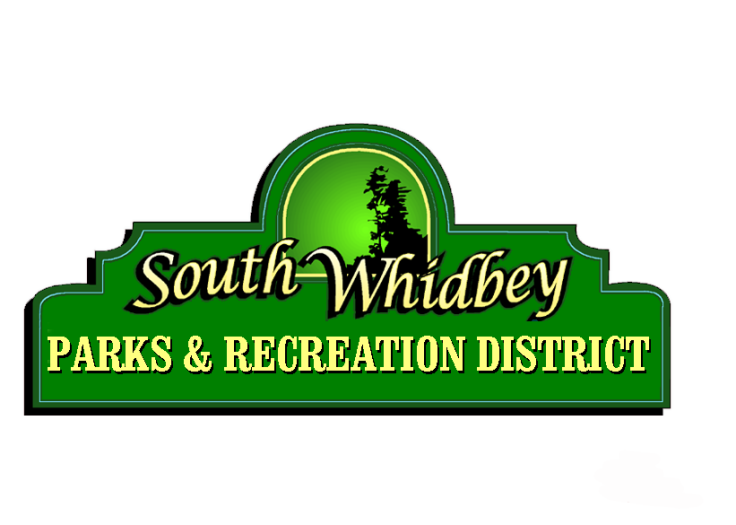 South Whidbey
PARKS & RECREATION DISTRICT